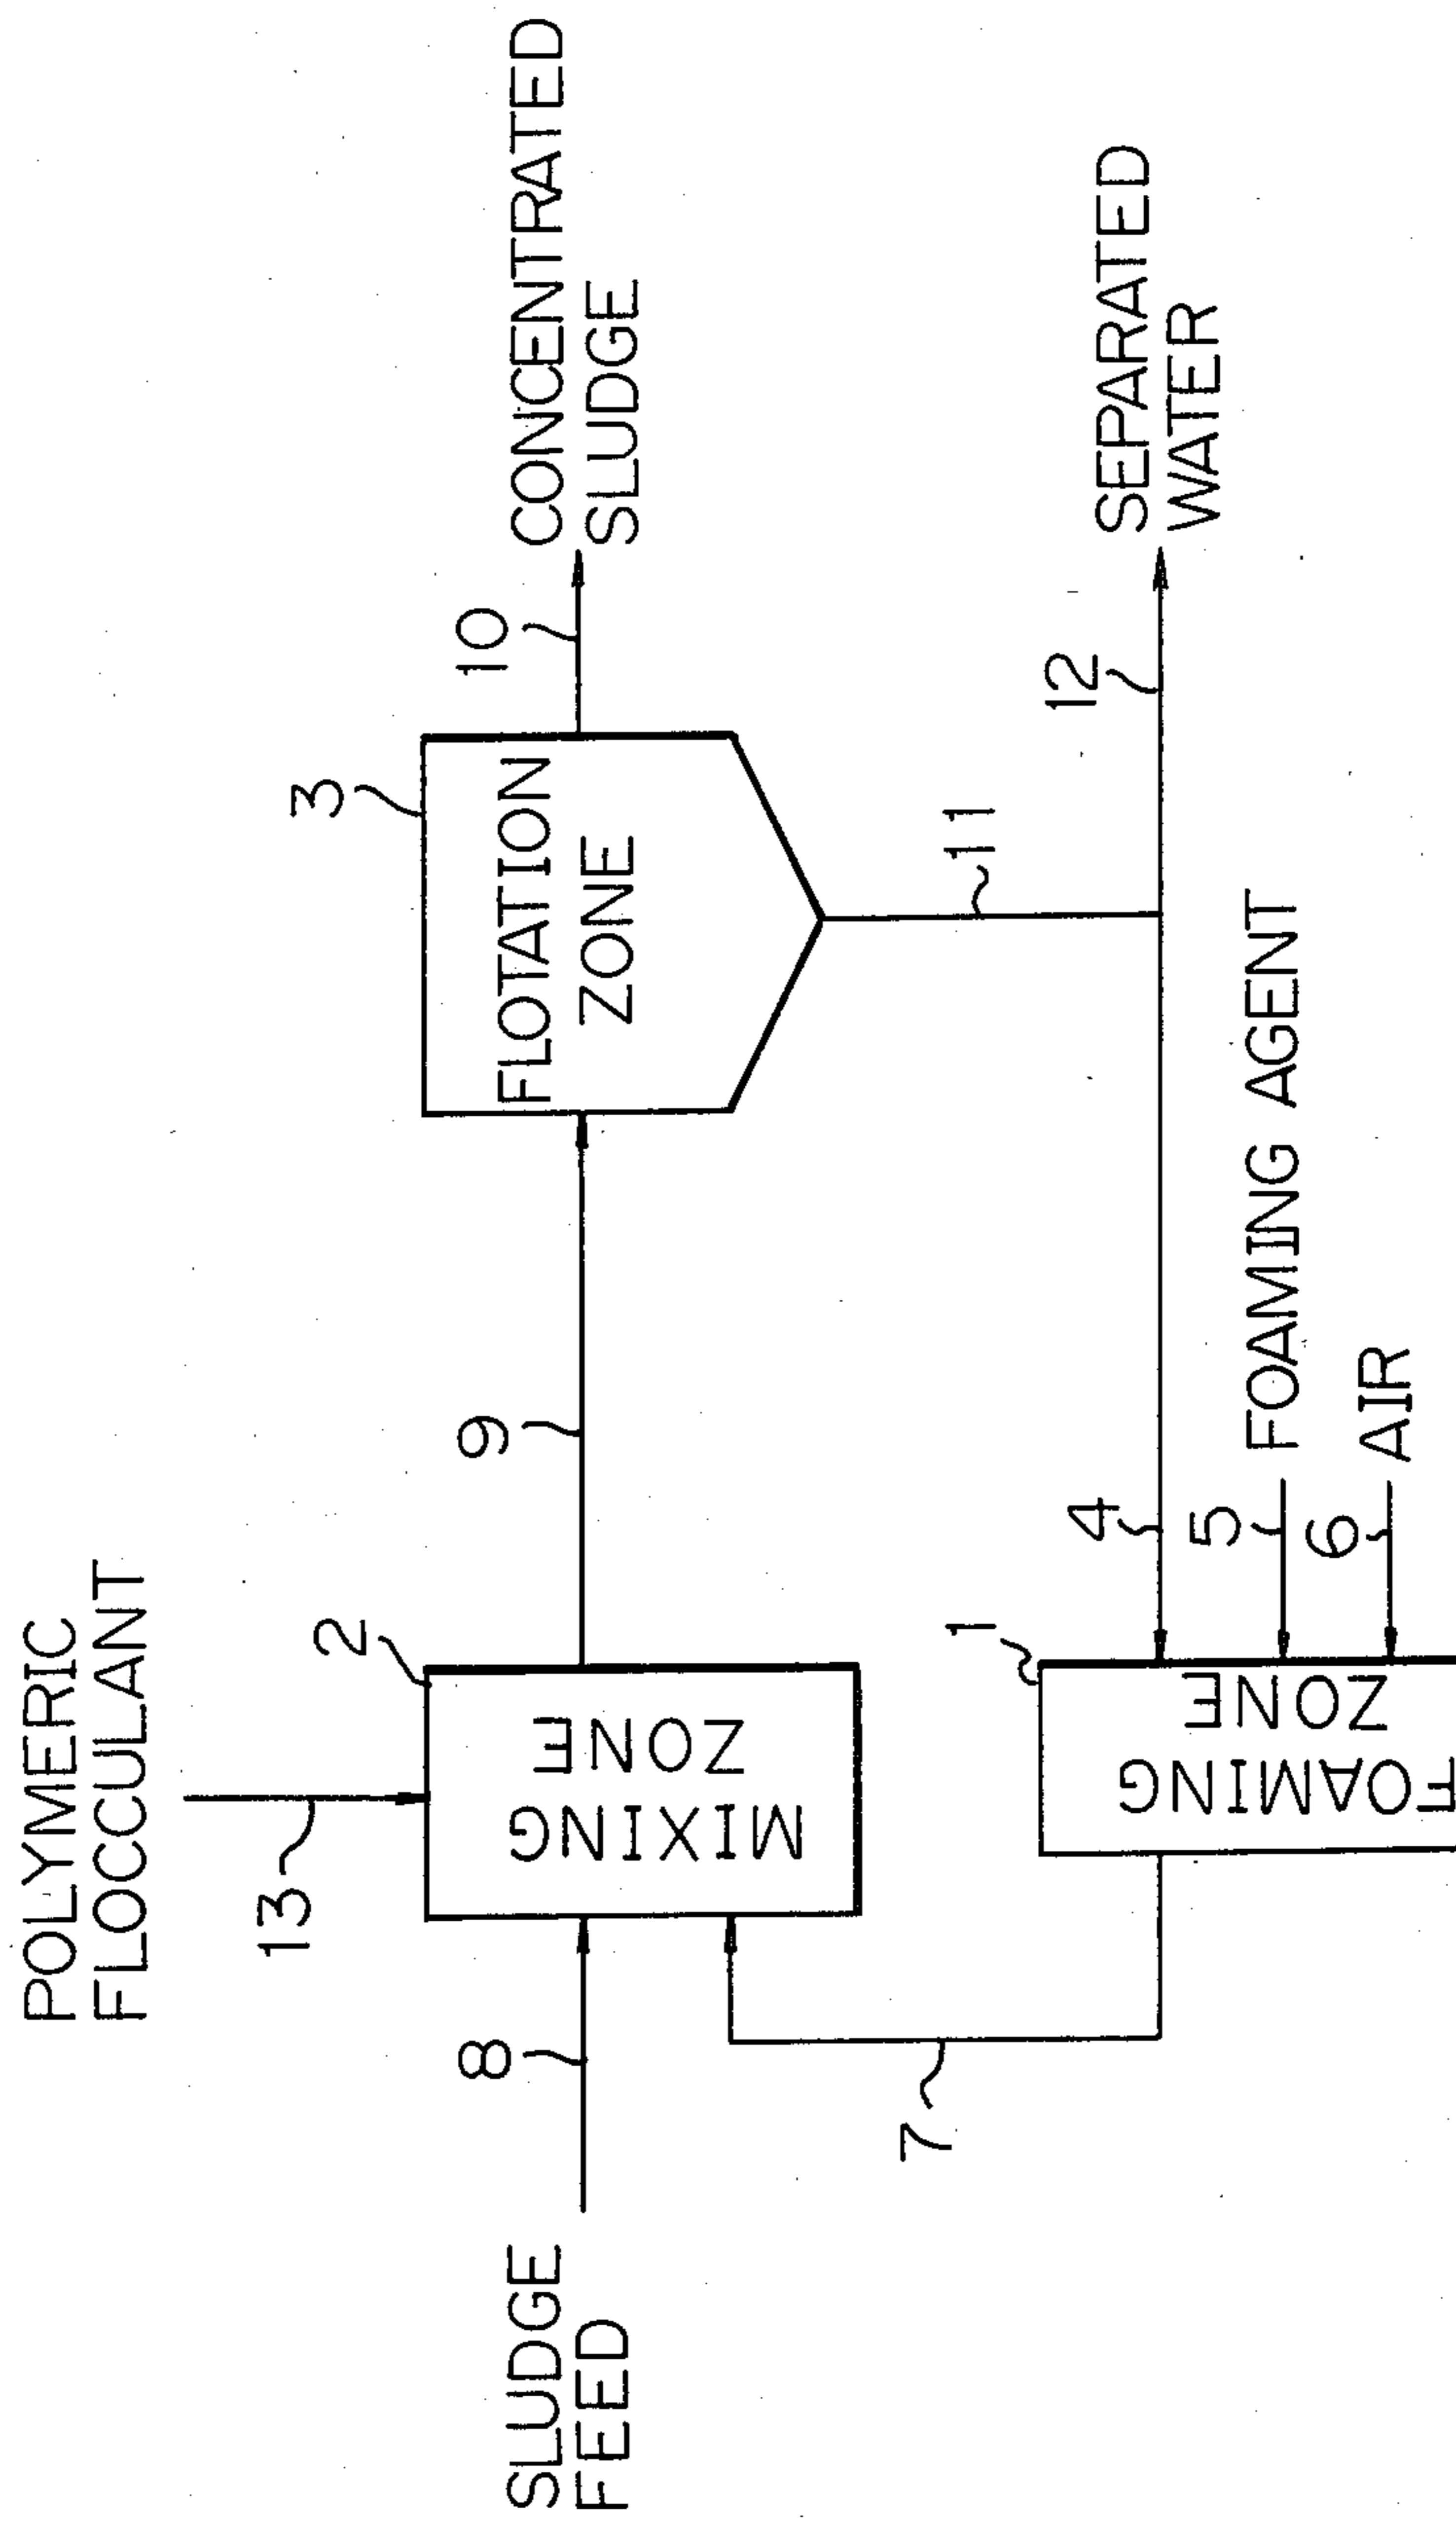 POLYMERIC
FLOCCULANT
13
2
3
SLUDGE
FEED
8
MIXING
ZONE
9
FLOTATION
ZONE
10
CONCENTRATED
SLUDGE
7
1
11
12
SEPARATED
WATER
4
FOAMING
ZONE
5
FOAMING AGENT
6
AIR